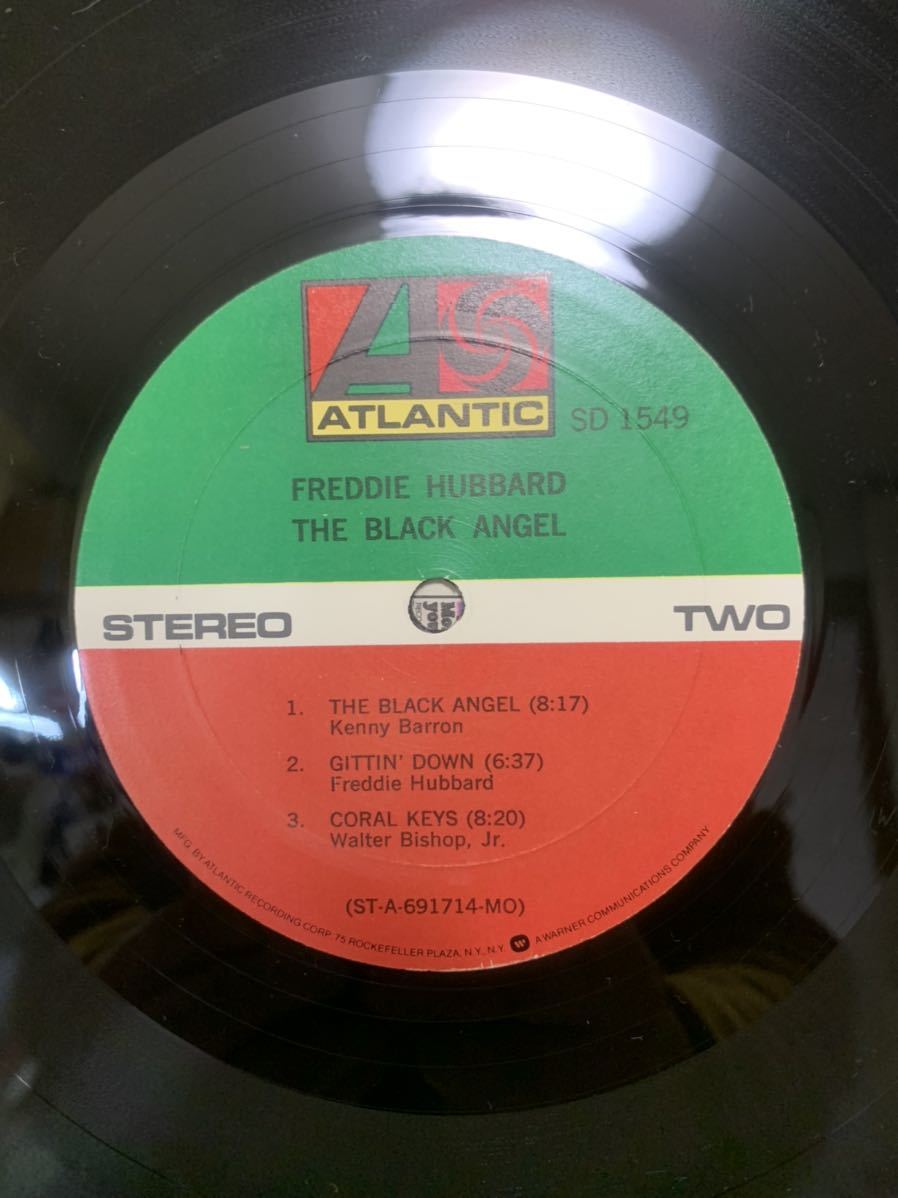 ATLANTIC
SD 1549
FREDDIE HUBBARD
THE BLACK ANGEL
STEREO
TWO
1. THE BLACK ANGEL (8:17)
Kenny Barron
2. GITTIN' DOWN (6:37)
Freddie Hubbard
3. CORAL KEYS (8:20)
Walter Bishop, Jr.
(ST-A-691714-MO)
MFG. BY ATLANTIC RECORDING CORP. 75 ROCKEFELLER PLAZA, N.Y., N.Y. A WARNER COMMUNICATIONS COMPANY